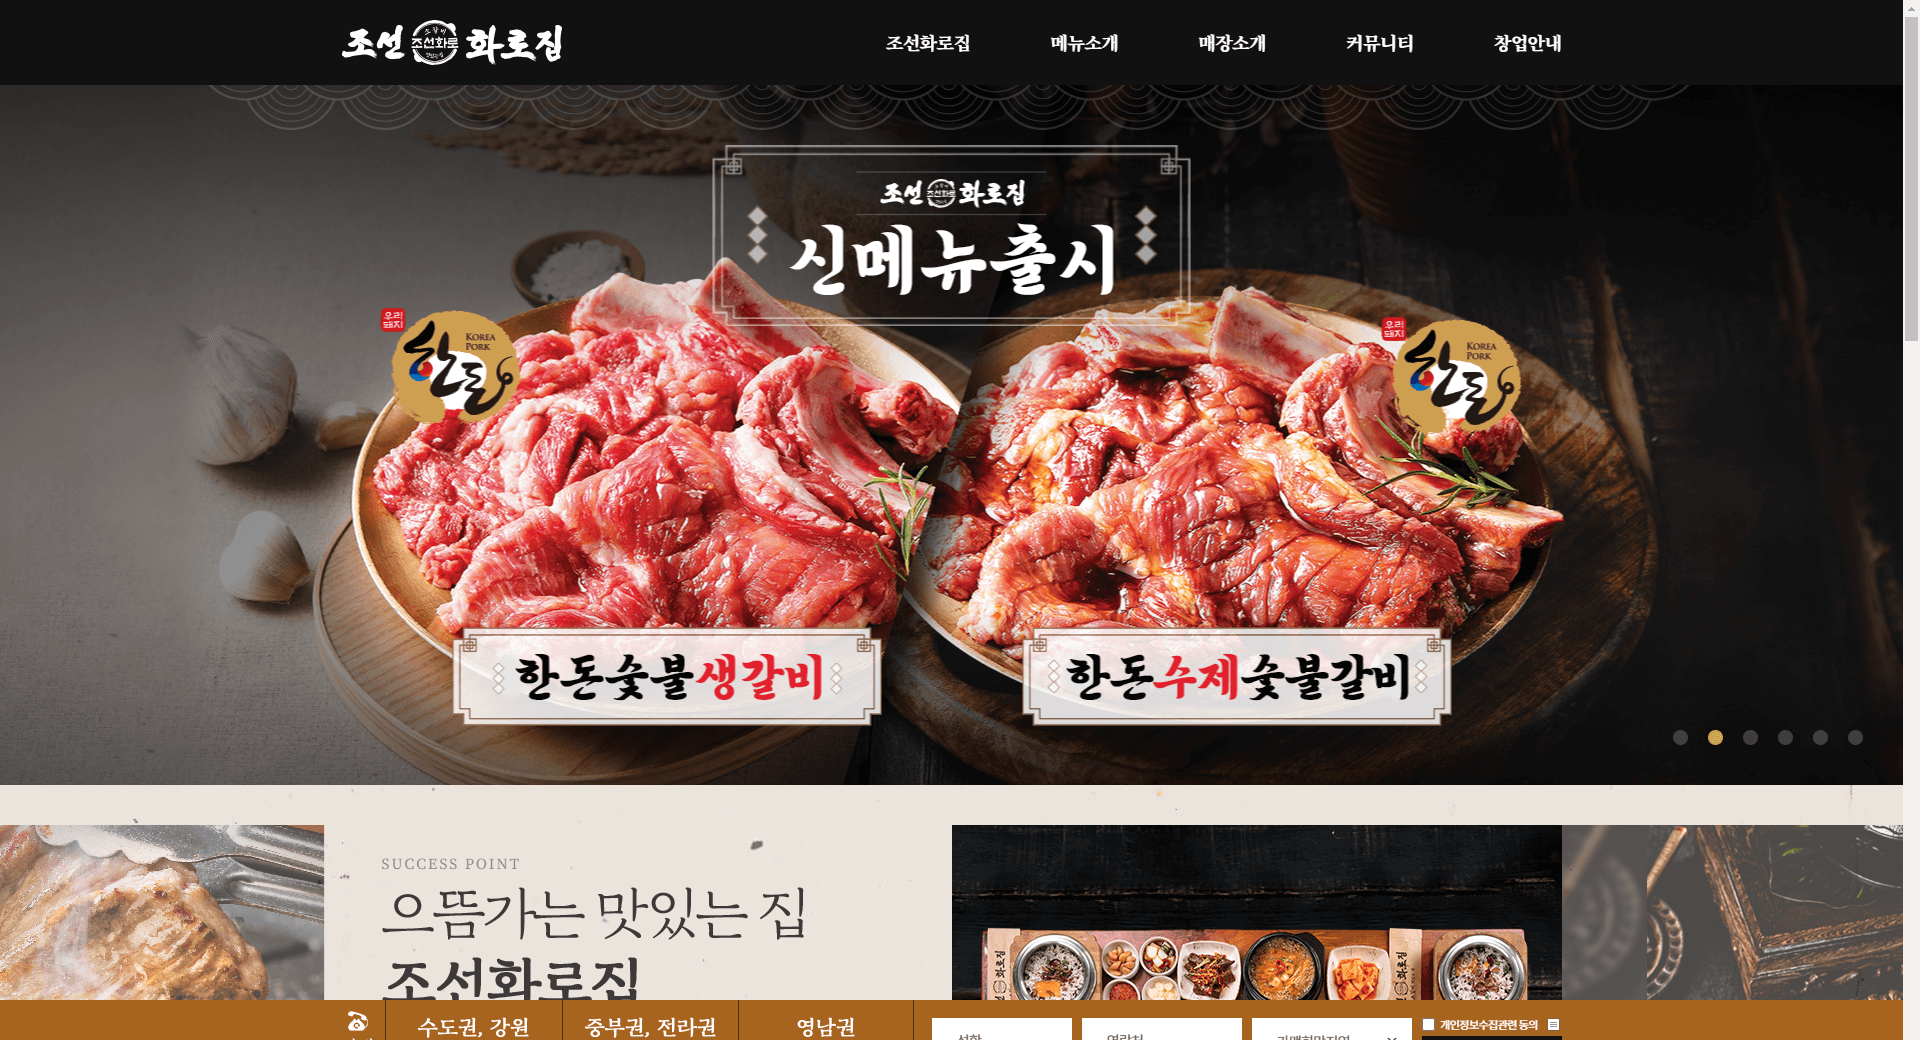 조선 조선화로 화로집
조선화로집
메뉴소개
매장소개
커뮤니티
창업안내
조선 조선화로 화로집
신메뉴출시
우리
돼지
KOREA
PORK
한돈
우리
돼지
KOREA
PORK
한돈
한돈숯불생갈비
한돈수제숯불갈비
SUCCESS POINT
으뜸가는 맛있는 집
조선화로집
수도권, 강원
중부권, 전라권
영남권
성함
연락처
가맹희망지역
개인정보수집관련 동의